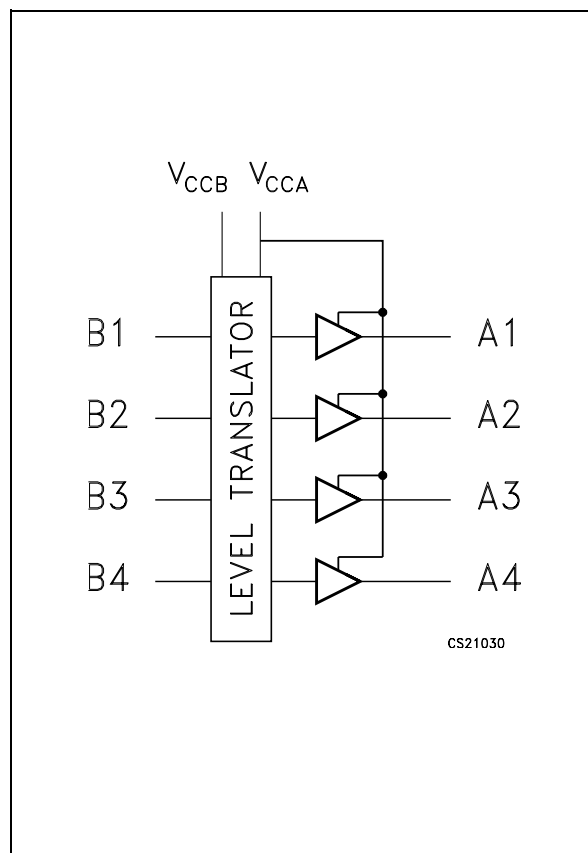 VCCB VCCA
B1 A1
B2 A2
B3 A3
B4 A4
LEVEL TRANSLATOR
CS21030